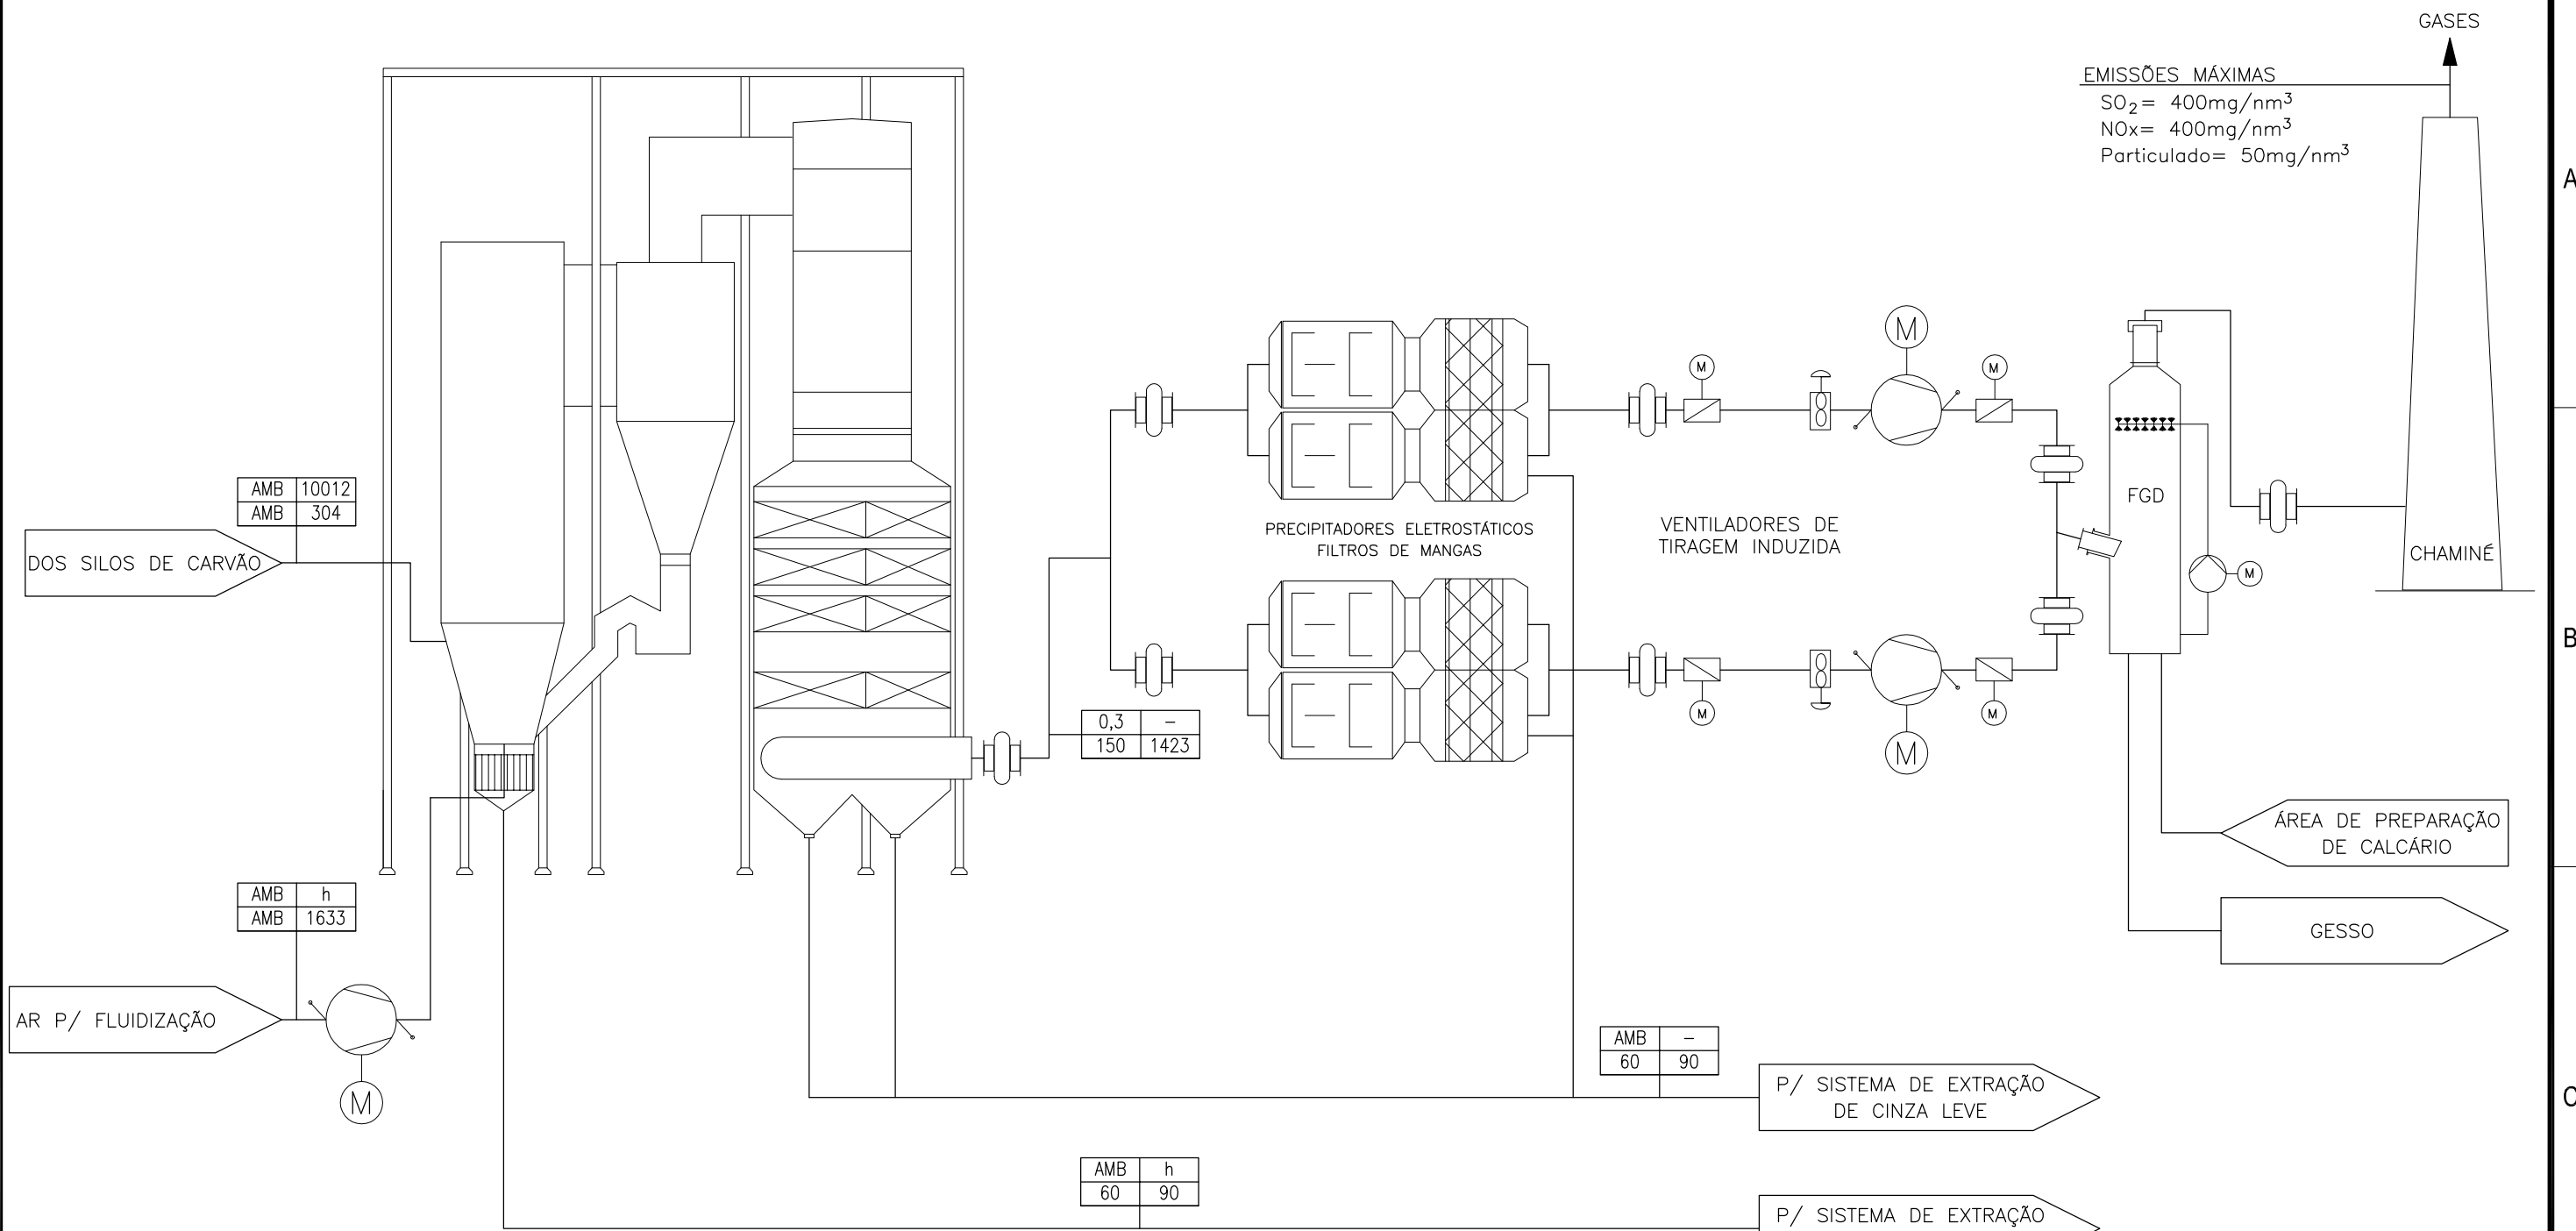 GASES
EMISSÕES MÁXIMAS
SO₂= 400mg/nm³
NOx= 400mg/nm³
Particulado= 50mg/nm³
A
M
M
M
AMB 10012
AMB 304
DOS SILOS DE CARVÃO
PRECIPITADORES ELETROSTÁTICOS
FILTROS DE MANGAS
VENTILADORES DE
TIRAGEM INDUZIDA
FGD
M
CHAMINÉ
B
0,3 –
150 1423
M
M
M
ÁREA DE PREPARAÇÃO
DE CALCÁRIO
GESSO
AMB h
AMB 1633
AR P/ FLUIDIZAÇÃO
M
AMB –
60 90
P/ SISTEMA DE EXTRAÇÃO
DE CINZA LEVE
C
AMB h
60 90
P/ SISTEMA DE EXTRAÇÃO